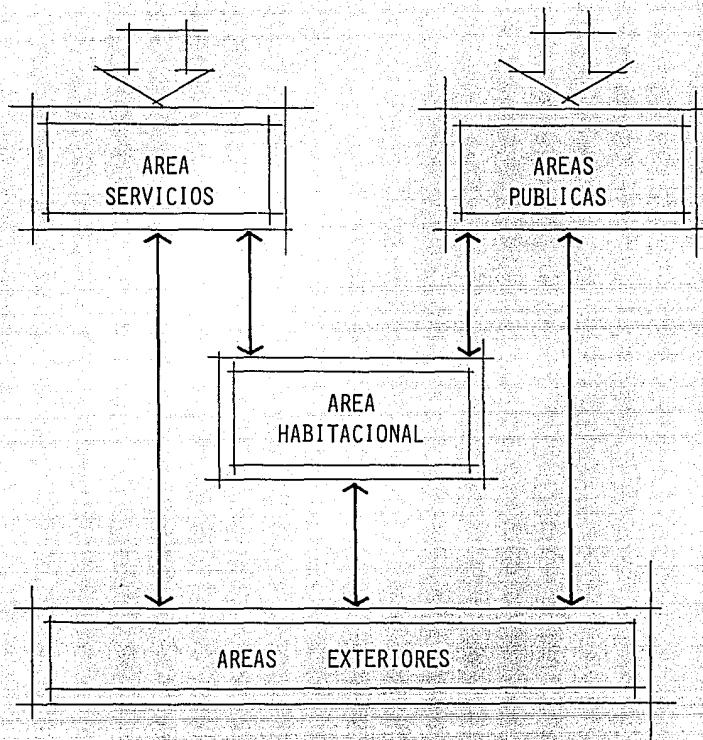 AREA
SERVICIOS
AREAS
PUBLICAS
AREA
HABITACIONAL
AREAS EXTERIORES